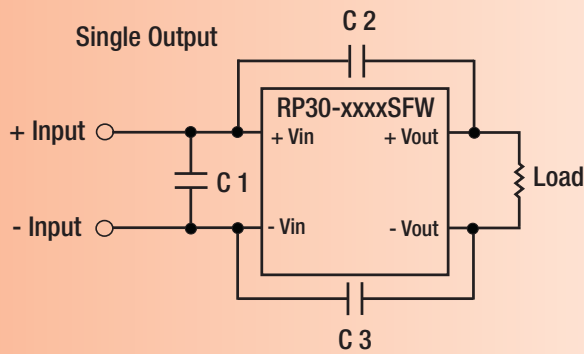 Single Output
C 2
RP30-xxxxSFW
+ Input
+ Vin
+ Vout
C 1
Load
- Input
- Vin
- Vout
C 3